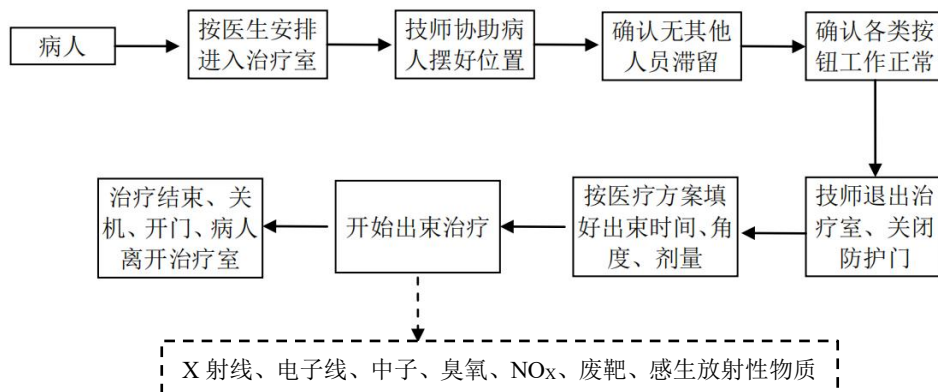 病人
按医生安排
进入治疗室
技师协助病
人摆好位置
确认无其他
人员滞留
确认各类按
钮工作正常
治疗结束、关
机、开门、病人
离开治疗室
开始出束治疗
按医疗方案填
好出束时间、角
度、剂量
技师退出治
疗室、关闭
防护门
X 射线、电子线、中子、臭氧、NOx、废靶、感生放射性物质